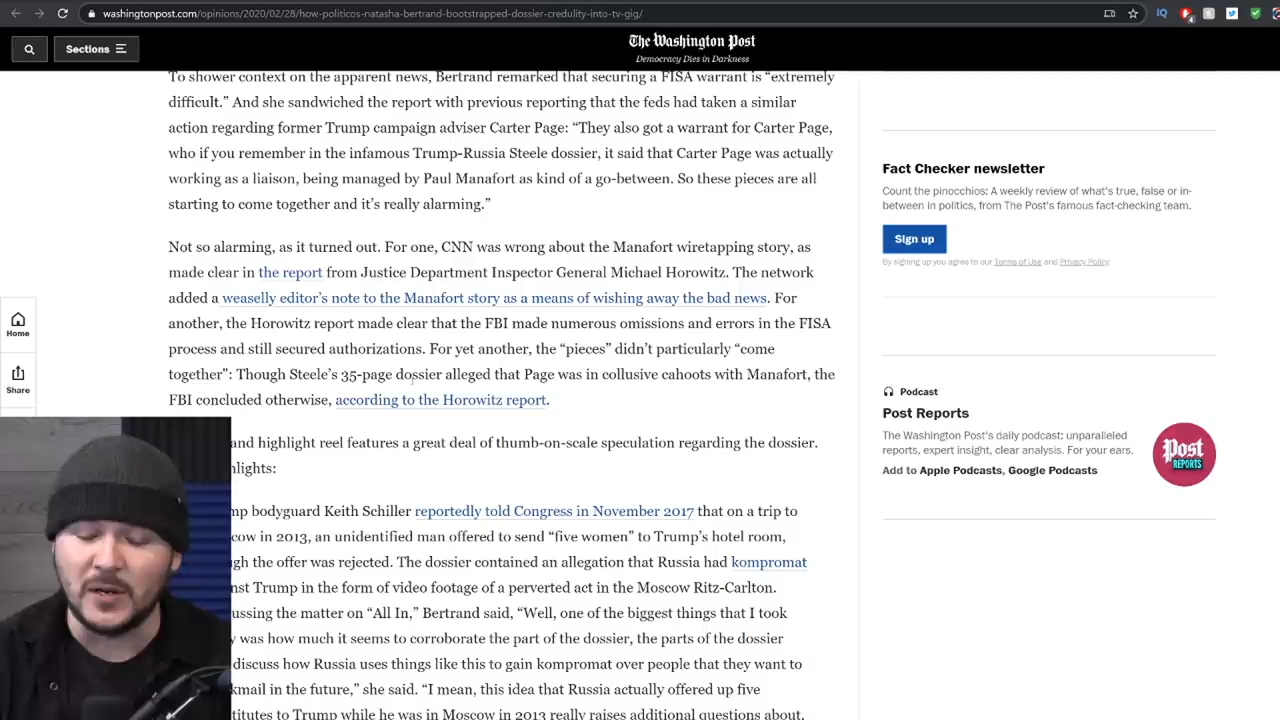 washingtonpost.com/opinions/2020/02/28/how-politicos-natasha-bertrand-bootstrapped-dossier-credulity-into-tv-gig/
Sections
The Washington Post
Democracy Dies in Darkness
To shower context on the apparent news, Bertrand remarked that securing a FISA warrant is “extremely
difficult.” And she sandwiched the report with previous reporting that the feds had taken a similar
action regarding former Trump campaign adviser Carter Page: “They also got a warrant for Carter Page,
who if you remember in the infamous Trump-Russia Steele dossier, it said that Carter Page was actually
working as a liaison, being managed by Paul Manafort as kind of a go-between. So these pieces are all
starting to come together and it’s really alarming.”
Not so alarming, as it turned out. For one, CNN was wrong about the Manafort wiretapping story, as
made clear in the report from Justice Department Inspector General Michael Horowitz. The network
added a weaselly editor’s note to the Manafort story as a means of wishing away the bad news. For
another, the Horowitz report made clear that the FBI made numerous omissions and errors in the FISA
process and still secured authorizations. For yet another, the “pieces” didn’t particularly “come
together”: Though Steele’s 35-page dossier alleged that Page was in collusive cahoots with Manafort, the
FBI concluded otherwise, according to the Horowitz report.
and highlight reel features a great deal of thumb-on-scale speculation regarding the dossier.
hlights:
mp bodyguard Keith Schiller reportedly told Congress in November 2017 that on a trip to
cow in 2013, an unidentified man offered to send “five women” to Trump’s hotel room,
gh the offer was rejected. The dossier contained an allegation that Russia had kompromat
nst Trump in the form of video footage of a perverted act in the Moscow Ritz-Carlton.
ussing the matter on “All In,” Bertrand said, “Well, one of the biggest things that I took
y was how much it seems to corroborate the part of the dossier, the parts of the dossier
discuss how Russia uses things like this to gain kompromat over people that they want to
kmail in the future,” she said. “I mean, this idea that Russia actually offered up five
titutes to Trump while he was in Moscow in 2013 really raises additional questions about,
Home
Share
Fact Checker newsletter
Count the pinocchios: A weekly review of what's true, false or in-
between in politics, from The Post's famous fact-checking team.
Sign up
By signing up you agree to our Terms of Use and Privacy Policy
Podcast
Post Reports
The Washington Post's daily podcast: unparalleled
reports, expert insight, clear analysis. For your ears.
Add to Apple Podcasts, Google Podcasts
Post
REPORTS